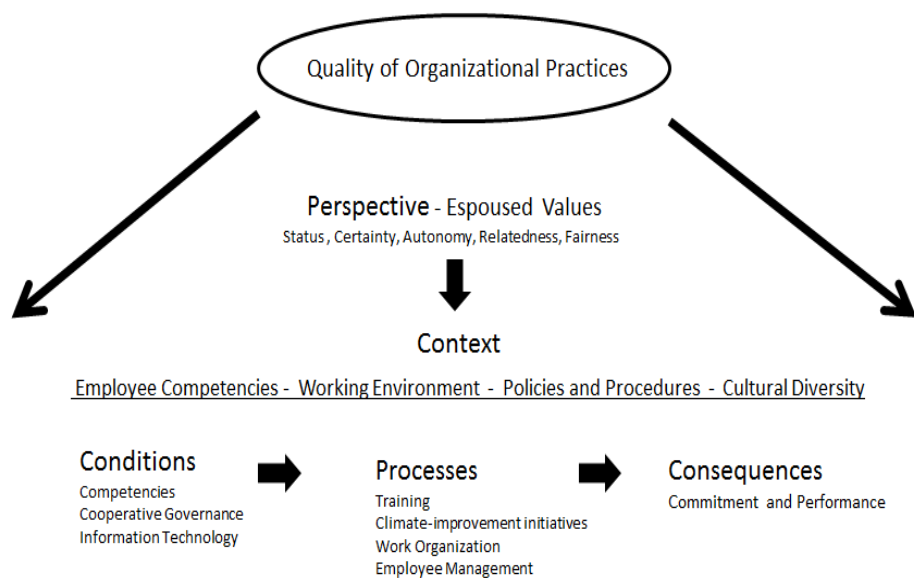 Quality of Organizational Practices
Perspective - Espoused Values
Status , Certainty, Autonomy, Relatedness, Fairness
Context
Employee Competencies - Working Environment - Policies and Procedures - Cultural Diversity
Conditions
Competencies
Cooperative Governance
Information Technology
Processes
Training
Climate-improvement initiatives
Work Organization
Employee Management
Consequences
Commitment and Performance